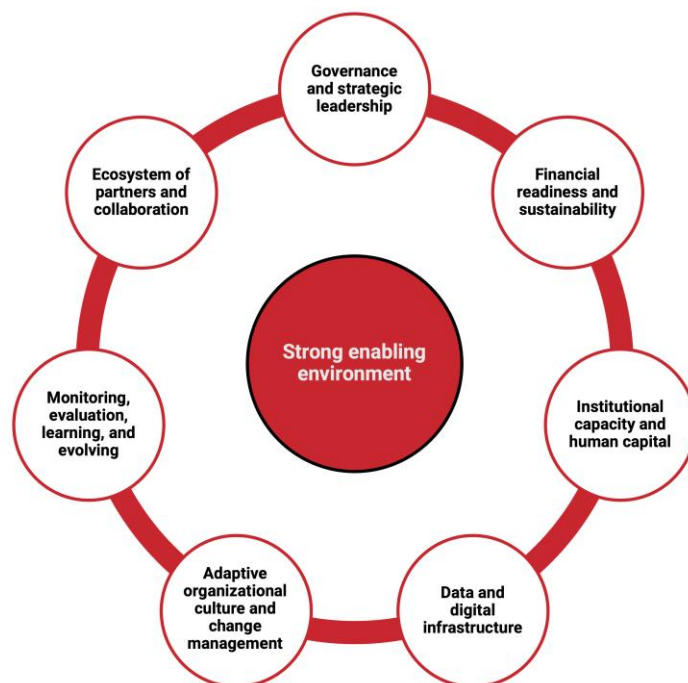 Governance
and strategic
leadership
Financial
readiness and
sustainability
Institutional
capacity and
human capital
Data and
digital
infrastructure
Adaptive
organizational
culture and
change
management
Monitoring,
evaluation,
learning, and
evolving
Ecosystem of
partners and
collaboration
Strong enabling
environment